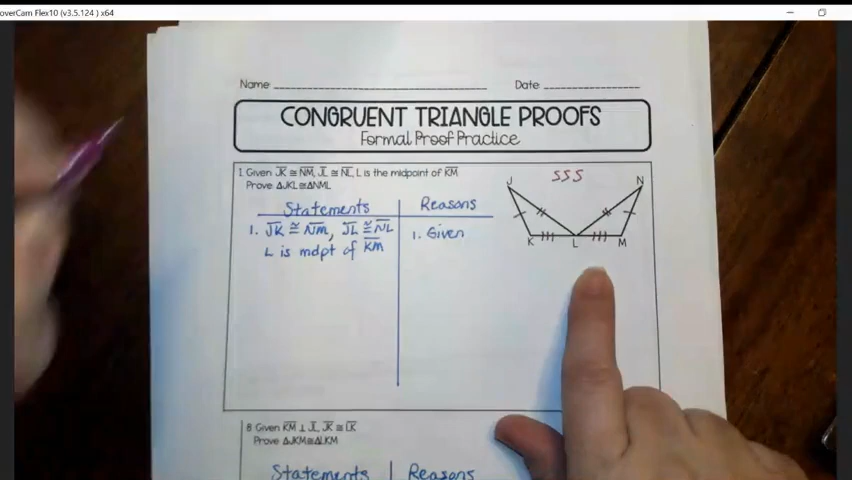 overCam Flex10 (v3.5.124 ) x64
Name
Date
CONGRUENT TRIANGLE PROOFS
Formal Proof Practice
1 Given JK ≅ NM, JL ≅ NL, L is the midpoint of KM
Prove ΔJKL≅ΔNML
SSS
J
N
K
L
M
Statements
Reasons
1. JK ≅ NM, JL ≅ NL
L is mdpt of KM
1. Given
8 Given KM ⊥ JL, JK ≅ LK
Prove ΔJKM≅ΔLKM
Statements
Reasons